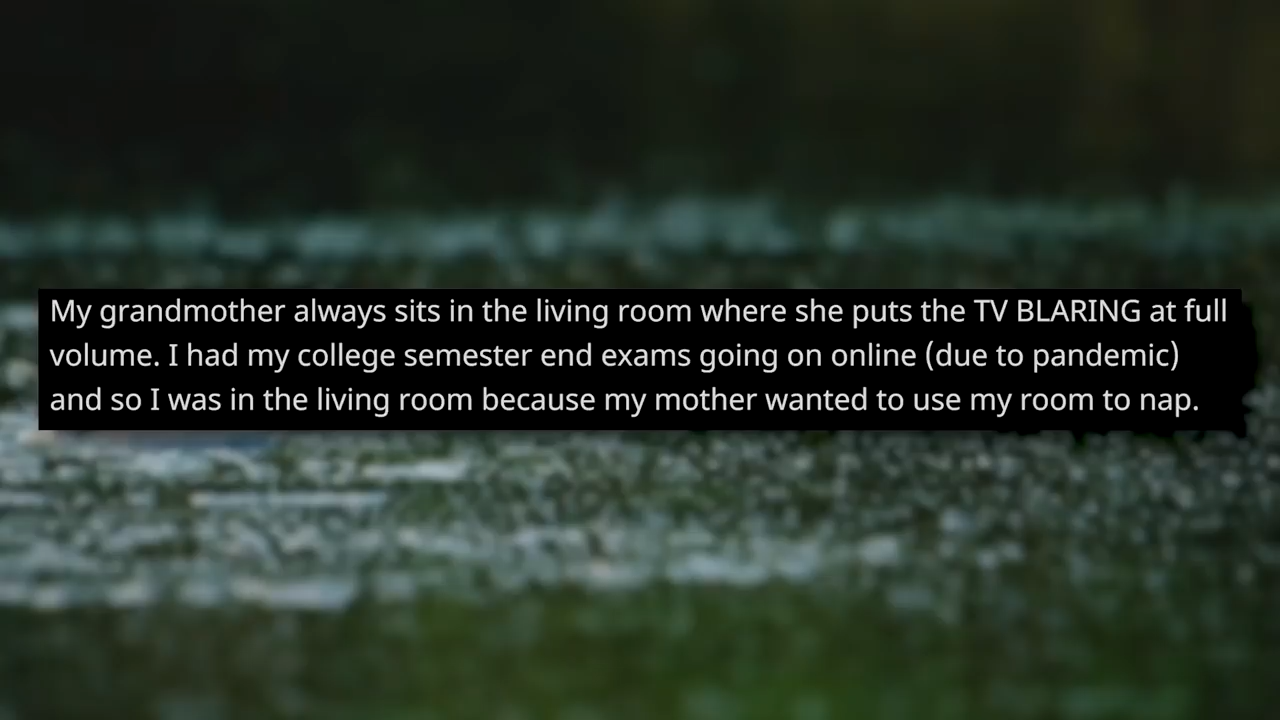 My grandmother always sits in the living room where she puts the TV BLARING at full
volume. I had my college semester end exams going on online (due to pandemic)
and so I was in the living room because my mother wanted to use my room to nap.